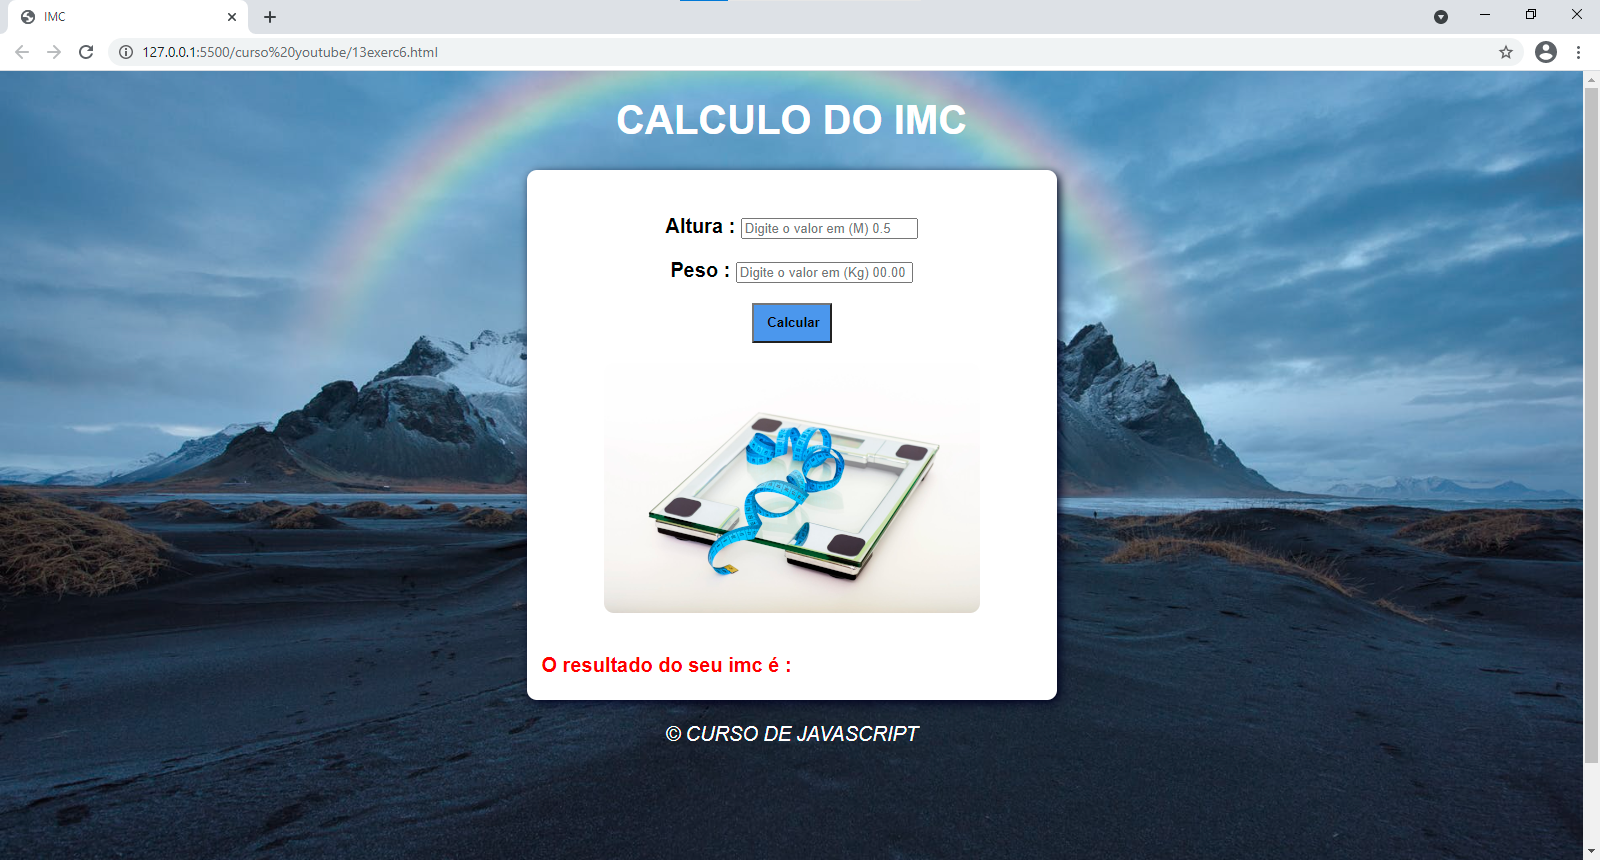 IMC
127.0.0.1:5500/curso%20youtube/13exerc6.html
CALCULO DO IMC
Altura : Digite o valor em (M) 0.5
Peso : Digite o valor em (Kg) 00.00
Calcular
O resultado do seu imc é :
© CURSO DE JAVASCRIPT